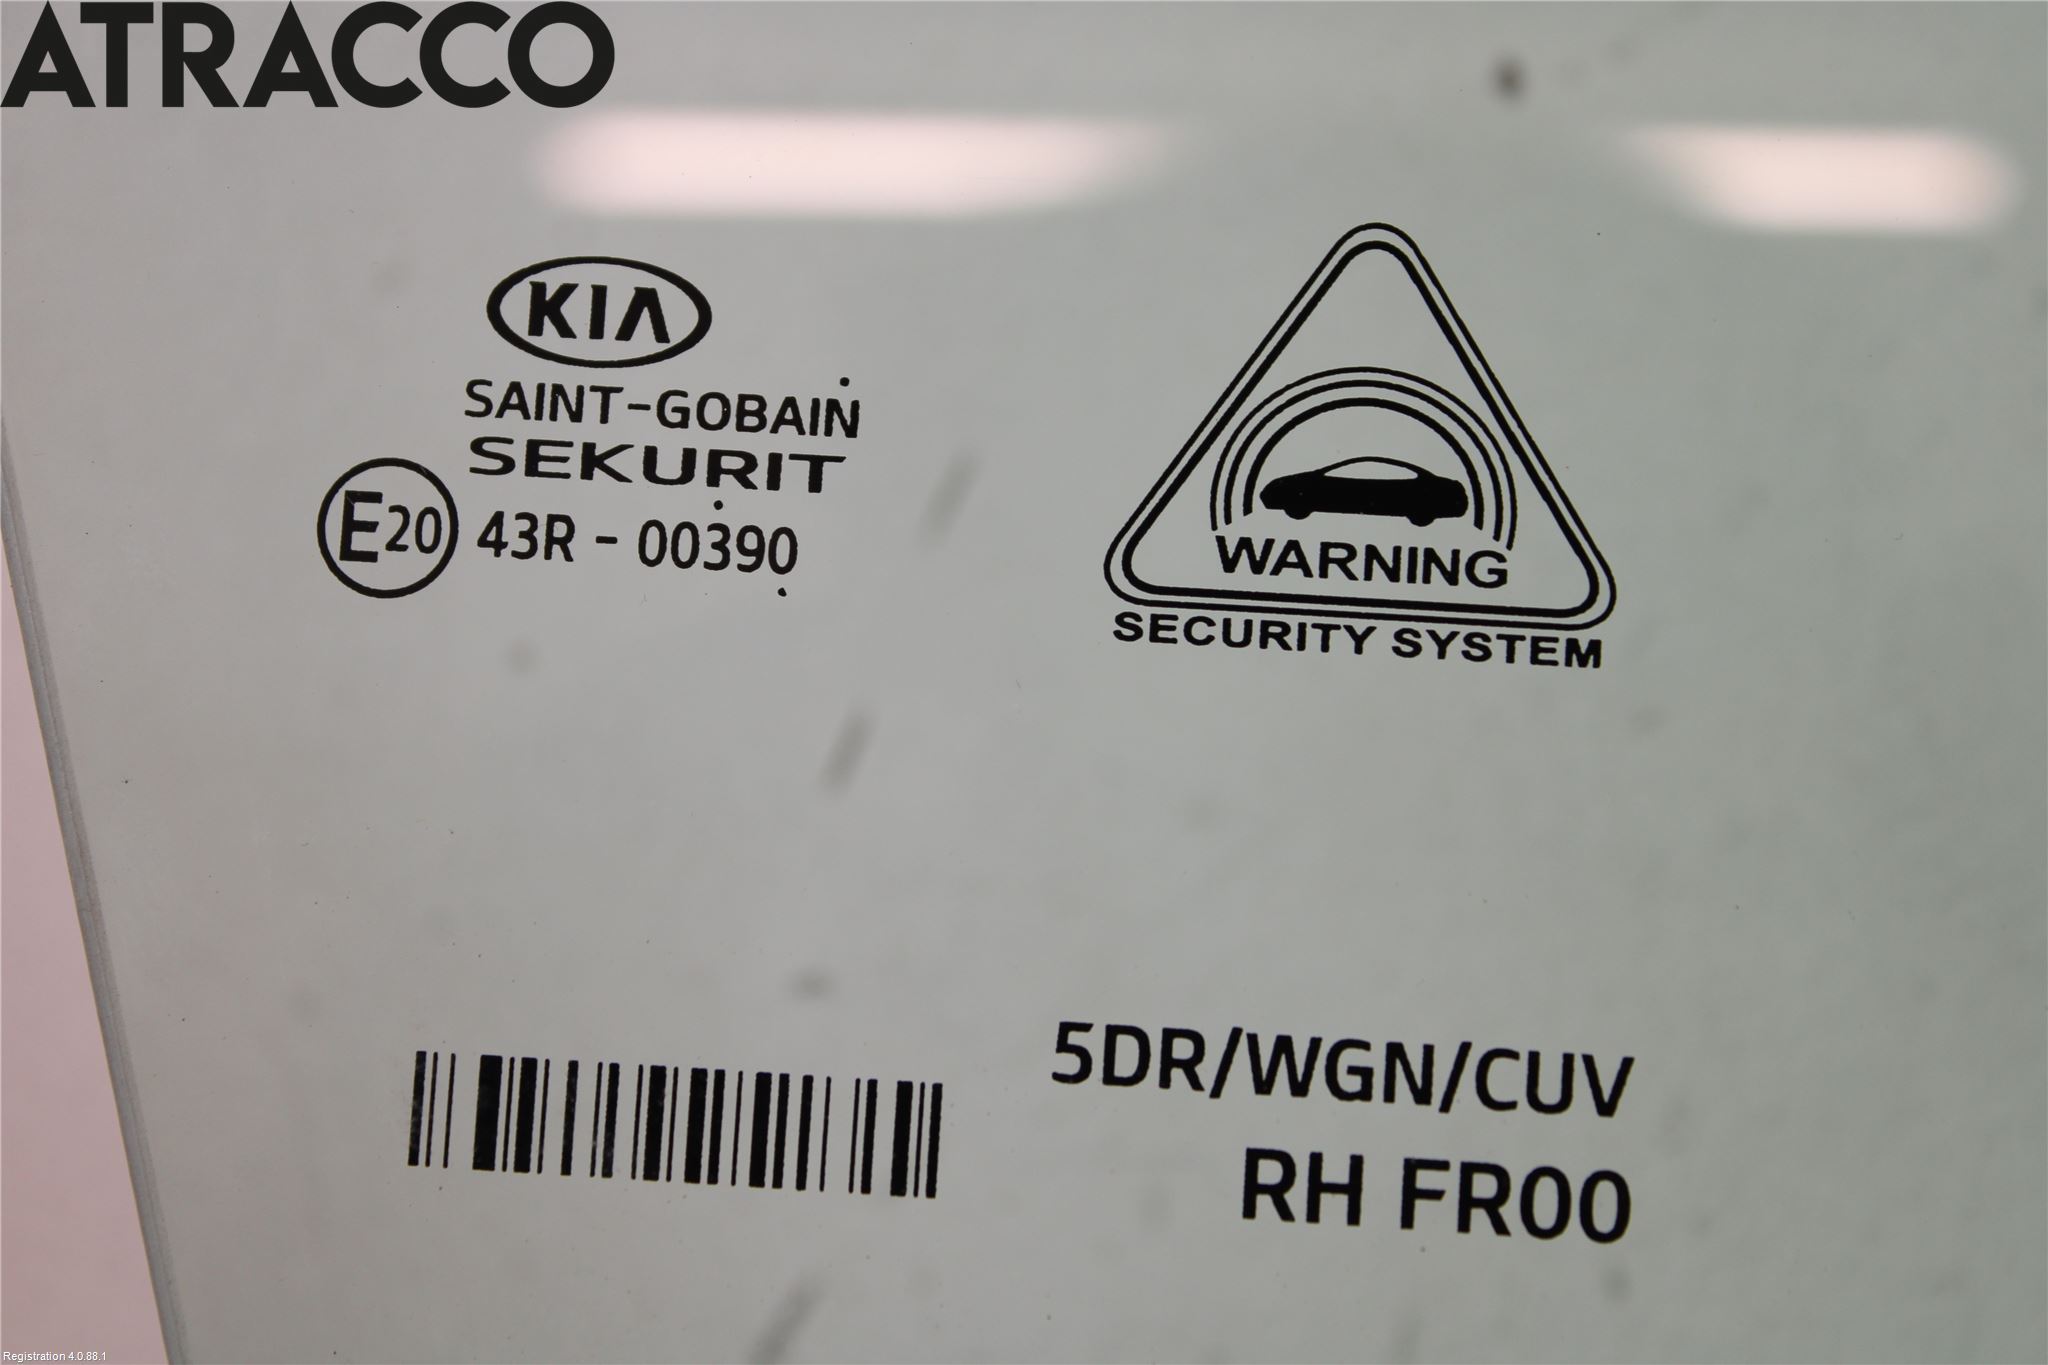 ATRACCO
KIA
SAINT-GOBAIN
SEKURIT
E20 43R - 00390
WARNING
SECURITY SYSTEM
5DR/WGN/CUV
RH FR00
Registration 4.0.88.1